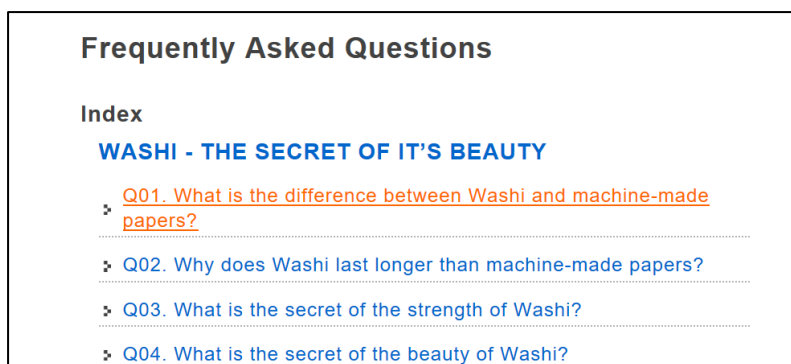 Frequently Asked Questions
Index
WASHI - THE SECRET OF IT’S BEAUTY
Q01. What is the difference between Washi and machine-made
papers?
Q02. Why does Washi last longer than machine-made papers?
Q03. What is the secret of the strength of Washi?
Q04. What is the secret of the beauty of Washi?